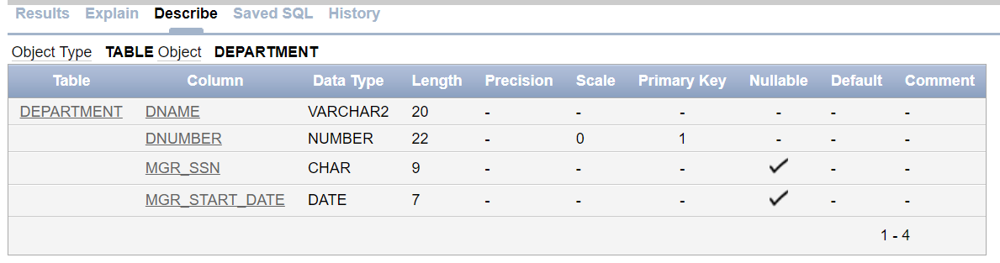 Results Explain Describe Saved SQL History
Object Type TABLE Object DEPARTMENT
Table Column Data Type Length Precision Scale Primary Key Nullable Default Comment
DEPARTMENT DNAME VARCHAR2 20 - - - - - -
DNUMBER NUMBER 22 - 0 1 - - -
MGR_SSN CHAR 9 - - - ✓ - -
MGR_START_DATE DATE 7 - - - ✓ - -
1 - 4